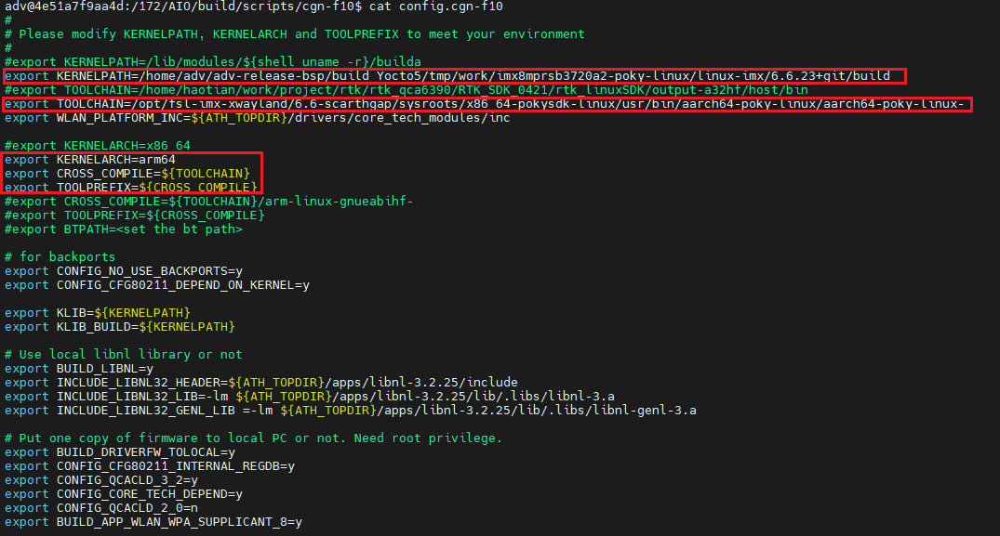 adv@4e51a7f9aa4d:/172/AIO/build/scripts/cgn-f10$ cat config.cgn-f10
#
# Please modify KERNELPATH, KERNELARCH and TOOLPREFIX to meet your environment
#
#export KERNELPATH=/lib/modules/${shell uname -r}/builda
export KERNELPATH=/home/adv/adv-release-bsp/build_Yocto5/tmp/work/imx8mprsb3720a2-poky-linux/linux-imx/6.6.23+git/build
#export TOOLCHAIN=/home/haotian/work/project/rtk/rtk_qca6390/RTK_SDK_0421/rtk_linuxSDK/output-a32hf/host/bin
export TOOLCHAIN=/opt/fsl-imx-xwayland/6.6-scarthgap/sysroots/x86_64-pokysdk-linux/usr/bin/aarch64-poky-linux/aarch64-poky-linux-
export WLAN_PLATFORM_INC=${ATH_TOPDIR}/drivers/core_tech_modules/inc
#export KERNELARCH=x86_64
export KERNELARCH=arm64
export CROSS_COMPILE=${TOOLCHAIN}
export TOOLPREFIX=${CROSS_COMPILE}
#export CROSS_COMPILE=${TOOLCHAIN}/arm-linux-gnueabihf-
#export TOOLPREFIX=${CROSS_COMPILE}
#export BTPATH=<set the bt path>
# for backports
export CONFIG_NO_USE_BACKPORTS=y
export CONFIG_CFG80211_DEPEND_ON_KERNEL=y
export KLIB=${KERNELPATH}
export KLIB_BUILD=${KERNELPATH}
# Use local libnl library or not
export BUILD_LIBNL=y
export INCLUDE_LIBNL32_HEADER=${ATH_TOPDIR}/apps/libnl-3.2.25/include
export INCLUDE_LIBNL32_LIB=-lm ${ATH_TOPDIR}/apps/libnl-3.2.25/lib/.libs/libnl-3.a
export INCLUDE_LIBNL32_GENL_LIB =-lm ${ATH_TOPDIR}/apps/libnl-3.2.25/lib/.libs/libnl-genl-3.a
# Put one copy of firmware to local PC or not. Need root privilege.
export BUILD_DRIVERFW_TOLOCAL=y
export CONFIG_CFG80211_INTERNAL_REGDB=y
export CONFIG_QCACLD_3_2=y
export CONFIG_CORE_TECH_DEPEND=y
export CONFIG_QCACLD_2_0=n
export BUILD_APP_WLAN_WPA_SUPPLICANT_8=y